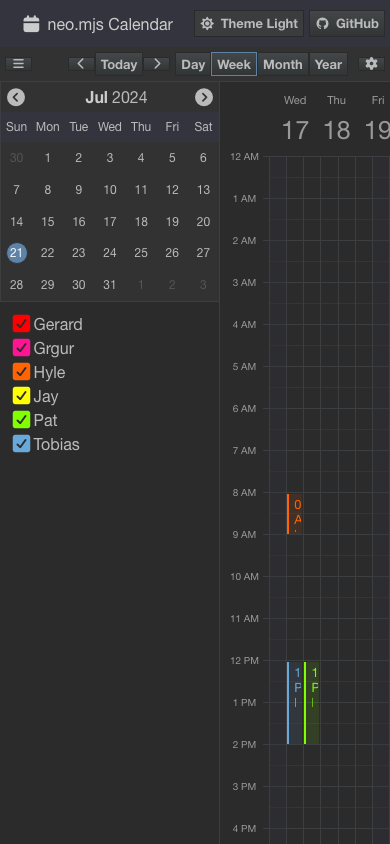 neo.mjs Calendar Theme Light GitHub
Today Day Week Month Year
Jul 2024
Sun Mon Tue Wed Thu Fri Sat
30 1 2 3 4 5 6
7 8 9 10 11 12 13
14 15 16 17 18 19 20
21 22 23 24 25 26 27
28 29 30 31 1 2 3
Gerard
Grgur
Hyle
Jay
Pat
Tobias
Wed Thu Fri
17 18 19
12 AM
1 AM
2 AM
3 AM
4 AM
5 AM
6 AM
7 AM
8 AM
9 AM
10 AM
11 AM
12 PM
1 PM
2 PM
3 PM
4 PM